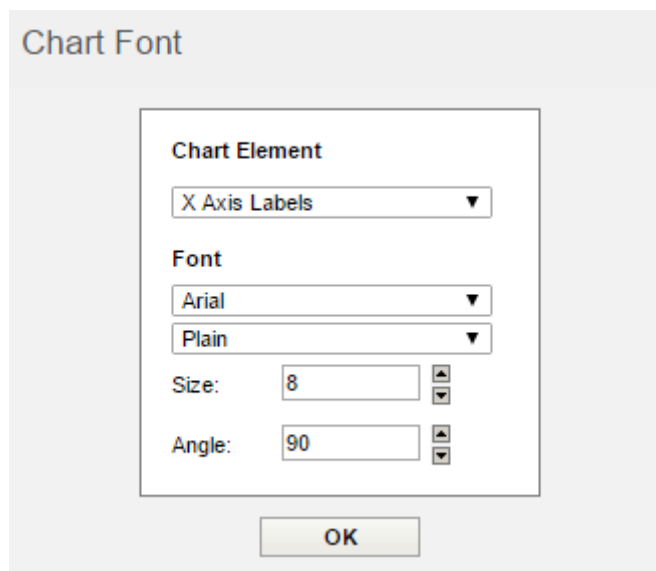 Chart Font
Chart Element
X Axis Labels
Font
Arial
Plain
Size: 8
Angle: 90
OK